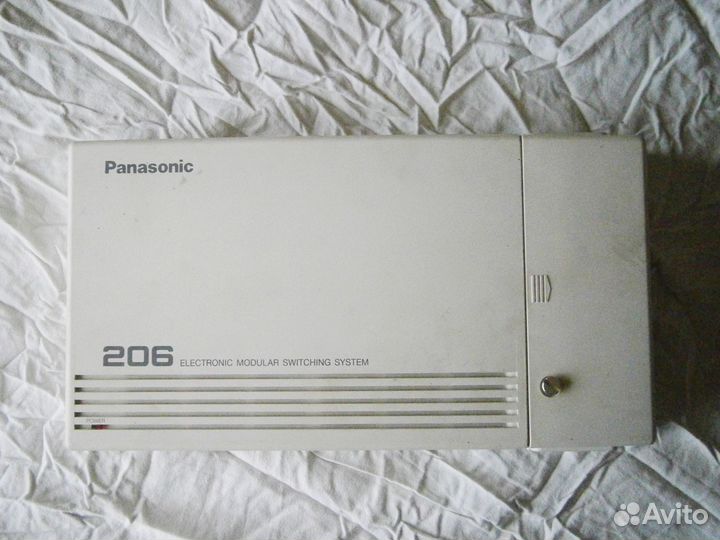 Panasonic
206 ELECTRONIC MODULAR SWITCHING SYSTEM
POWER
Avito